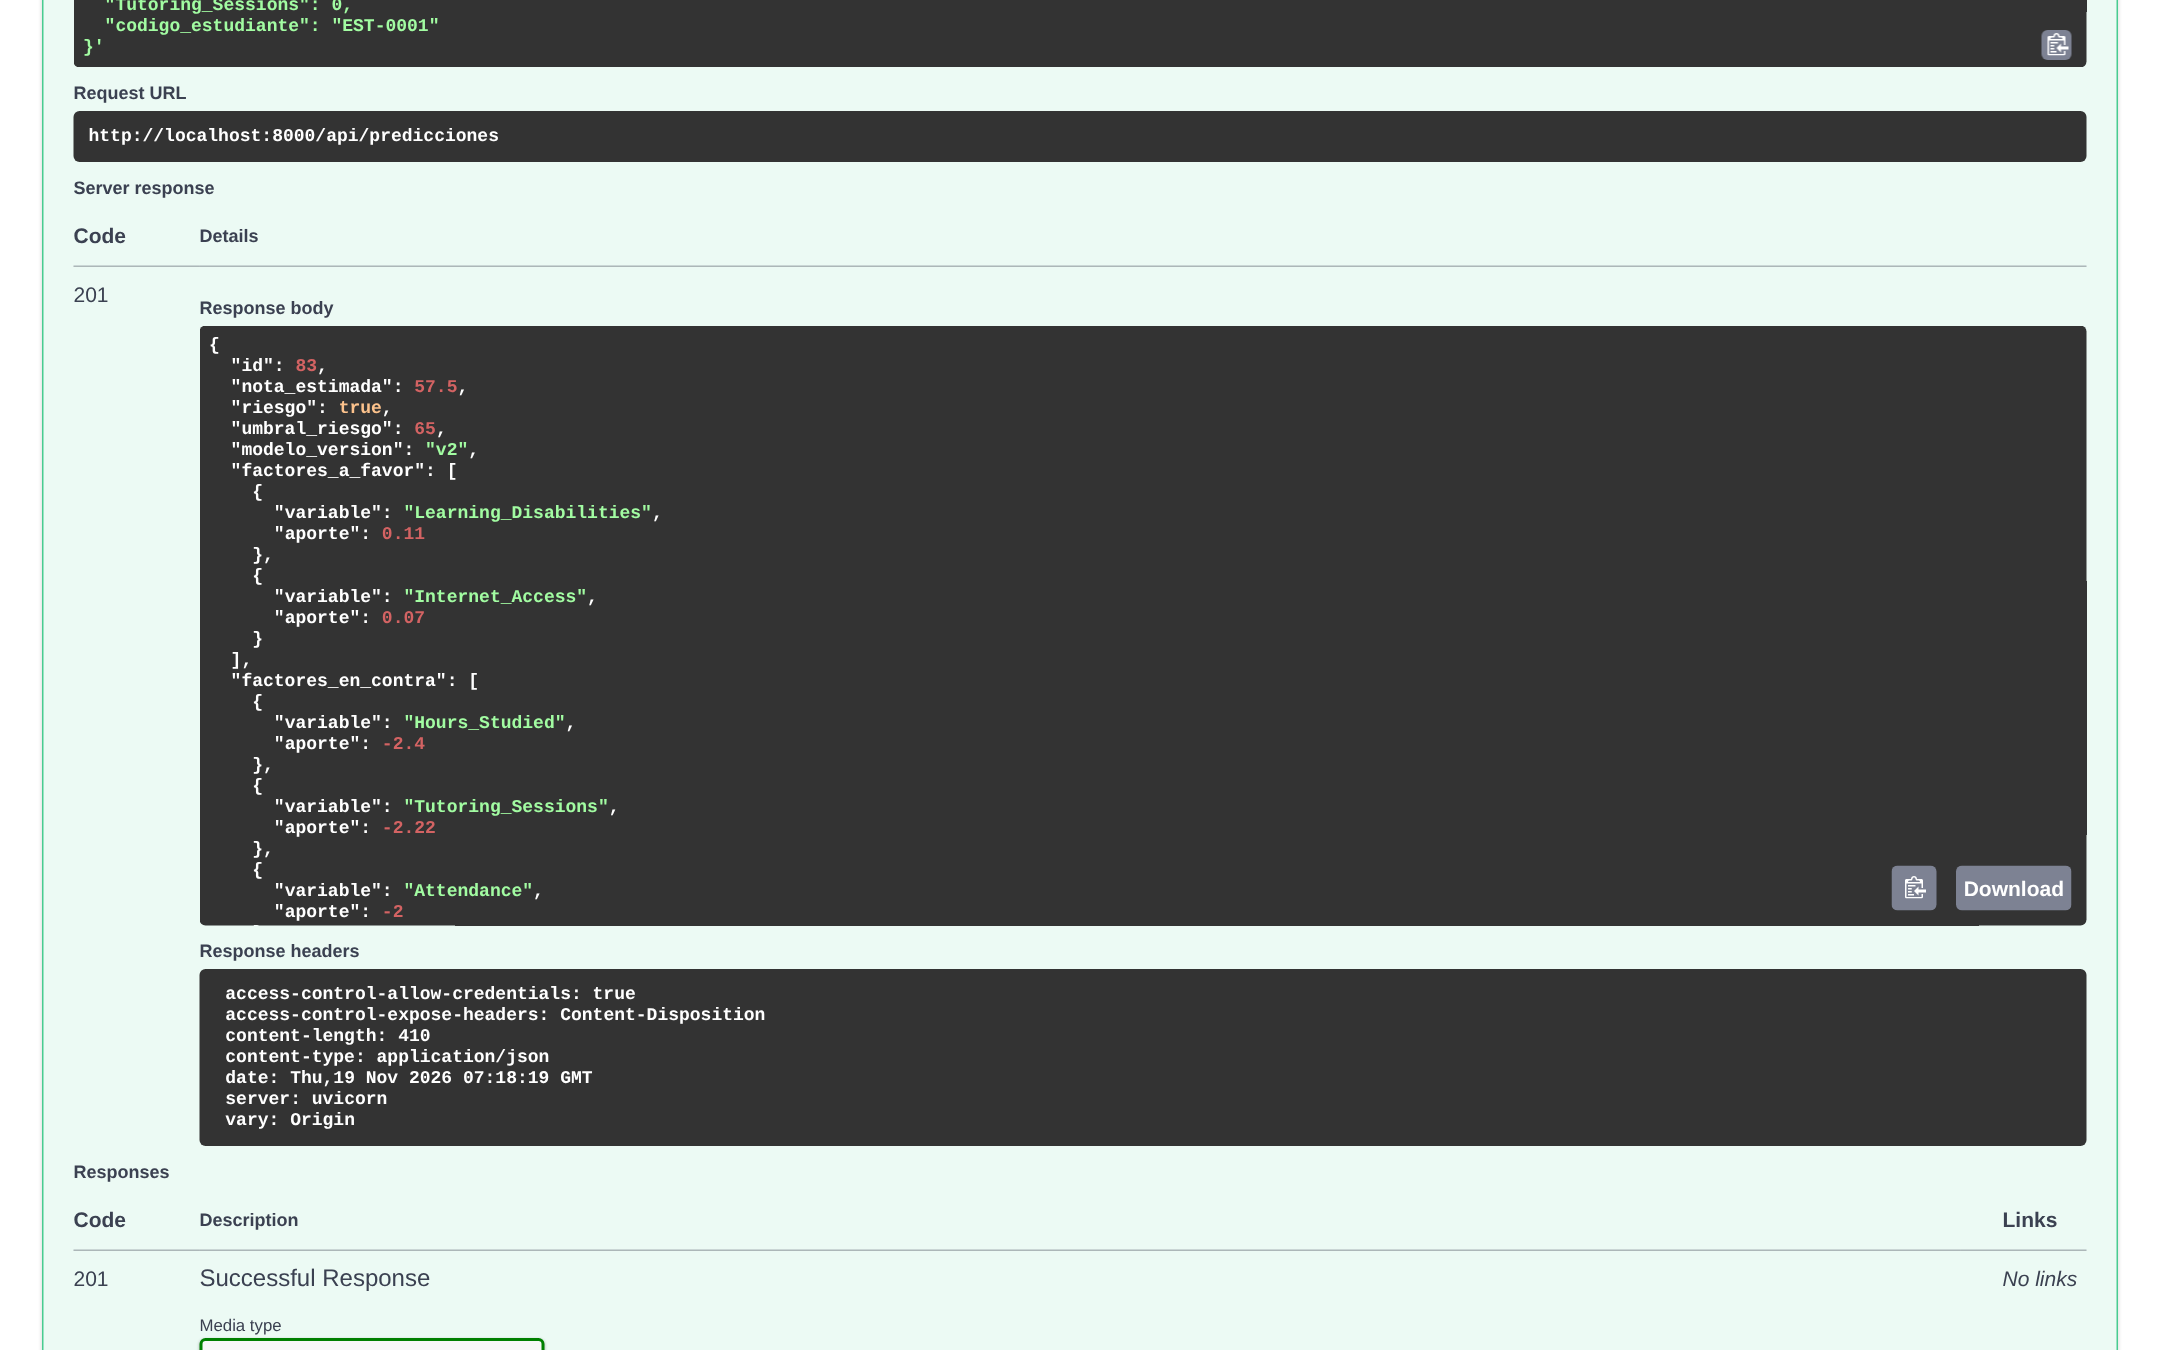 "Tutoring_Sessions": 0,
"codigo_estudiante": "EST-0001"
}'
Request URL
http://localhost:8000/api/predicciones
Server response
Code Details
201
Response body
{
"id": 83,
"nota_estimada": 57.5,
"riesgo": true,
"umbral_riesgo": 65,
"modelo_version": "v2",
"factores_a_favor": [
{
"variable": "Learning_Disabilities",
"aporte": 0.11
},
{
"variable": "Internet_Access",
"aporte": 0.07
}
],
"factores_en_contra": [
{
"variable": "Hours_Studied",
"aporte": -2.4
},
{
"variable": "Tutoring_Sessions",
"aporte": -2.22
},
{
"variable": "Attendance",
"aporte": -2
Download
Response headers
access-control-allow-credentials: true
access-control-expose-headers: Content-Disposition
content-length: 410
content-type: application/json
date: Thu,19 Nov 2026 07:18:19 GMT
server: uvicorn
vary: Origin
Responses
Code Description Links
201 Successful Response No links
Media type